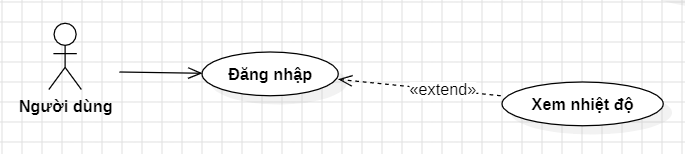 Đăng nhập
«extend»
Xem nhiệt độ
Người dùng